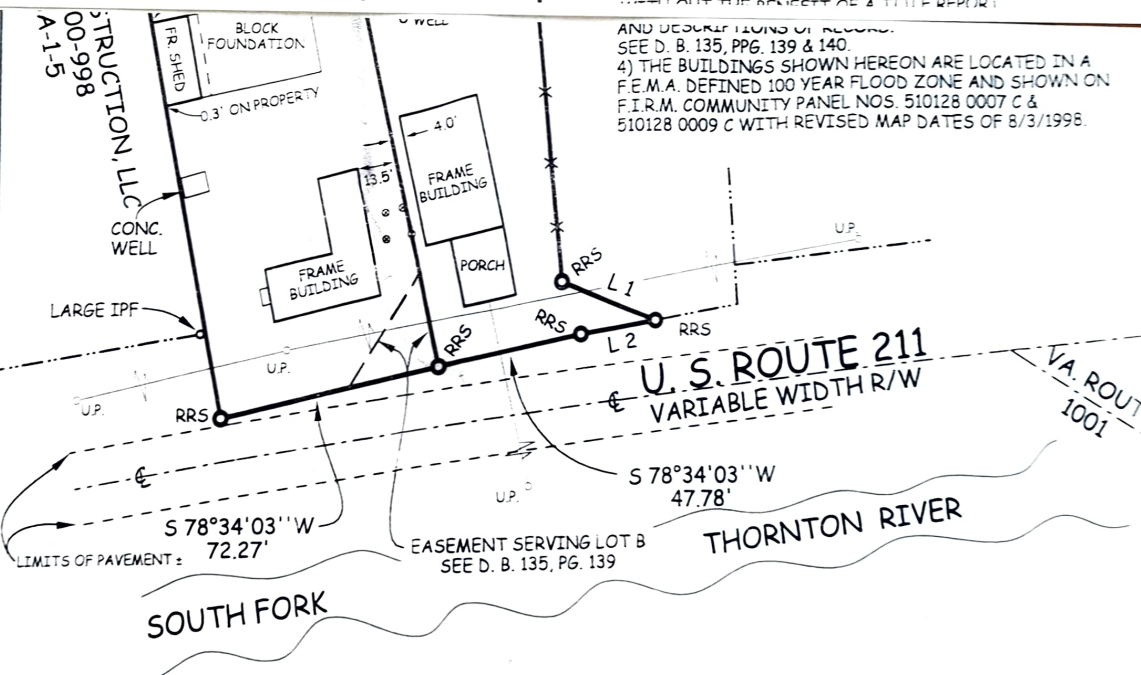 AND DESCRIPTIONS OF RECORD.
SEE D. B. 135, PPG. 139 & 140.
4) THE BUILDINGS SHOWN HEREON ARE LOCATED IN A
F.E.M.A. DEFINED 100 YEAR FLOOD ZONE AND SHOWN ON
F.I.R.M. COMMUNITY PANEL NOS. 510128 0007 C &
510128 0009 C WITH REVISED MAP DATES OF 8/3/1998.
STRUCTION, LLC
00-998
A-1-5
FR. SHED
BLOCK
FOUNDATION
WELL
0.3' ON PROPERTY
4.0'
13.5'
FRAME
BUILDING
CONC.
WELL
FRAME
BUILDING
PORCH
LARGE IPF
U.P.
U.P.
U.P.
U.P.
RRS
RRS
RRS
RRS
RRS
L 1
L 2
U. S. ROUTE 211
VARIABLE WIDTH R/W
VA. ROUT
1001
S 78°34'03''W
47.78'
S 78°34'03''W
72.27'
LIMITS OF PAVEMENT ±
EASEMENT SERVING LOT B
SEE D. B. 135, PG. 139
THORNTON RIVER
SOUTH FORK